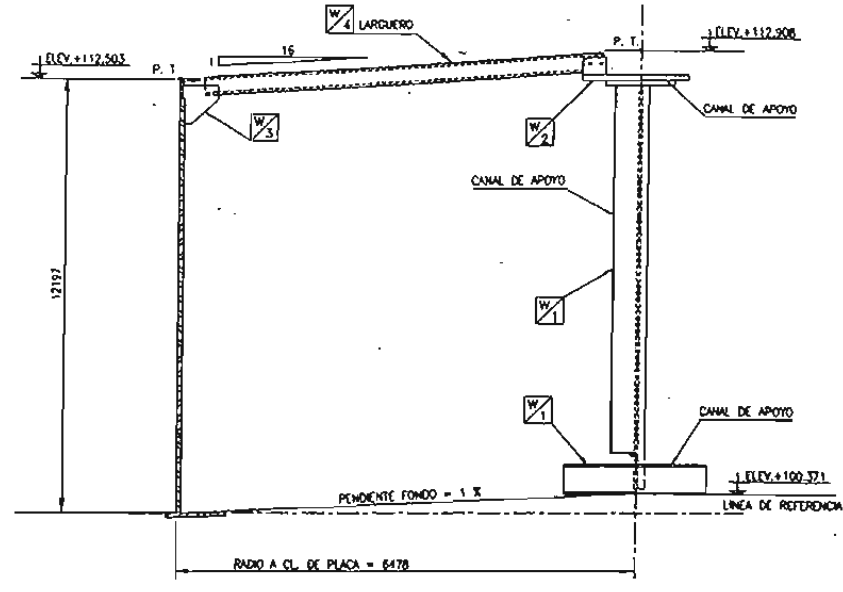 W/4 LARGUERO
ELEV.+112.908
P. T.
16
1
ELEV.+112.503
P. T
CANAL DE APOYO
W/3
W/2
CANAL DE APOYO
12197
W/1
W/1
CANAL DE APOYO
ELEV.+100.371
PENDIENTE FONDO = 1 %
LINEA DE REFERENCIA
RADIO A CL. DE PLACA = 6478